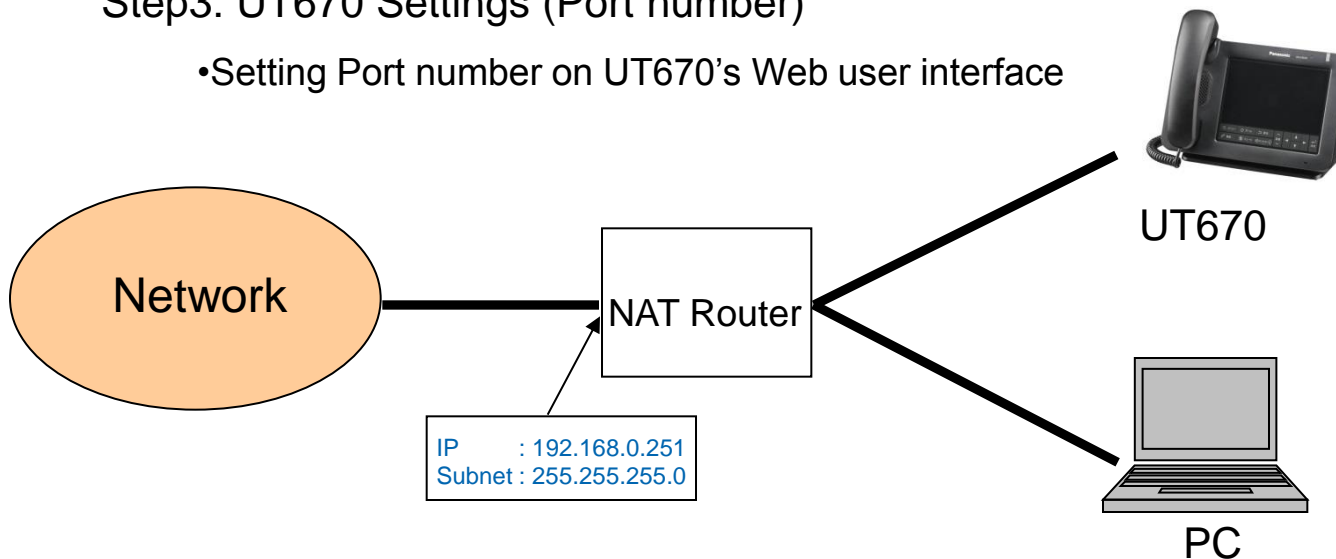 Step3. UT670 Settings (Port number)
•Setting Port number on UT670's Web user interface
Panasonic
UT670
Network
NAT Router
IP : 192.168.0.251
Subnet : 255.255.255.0
PC